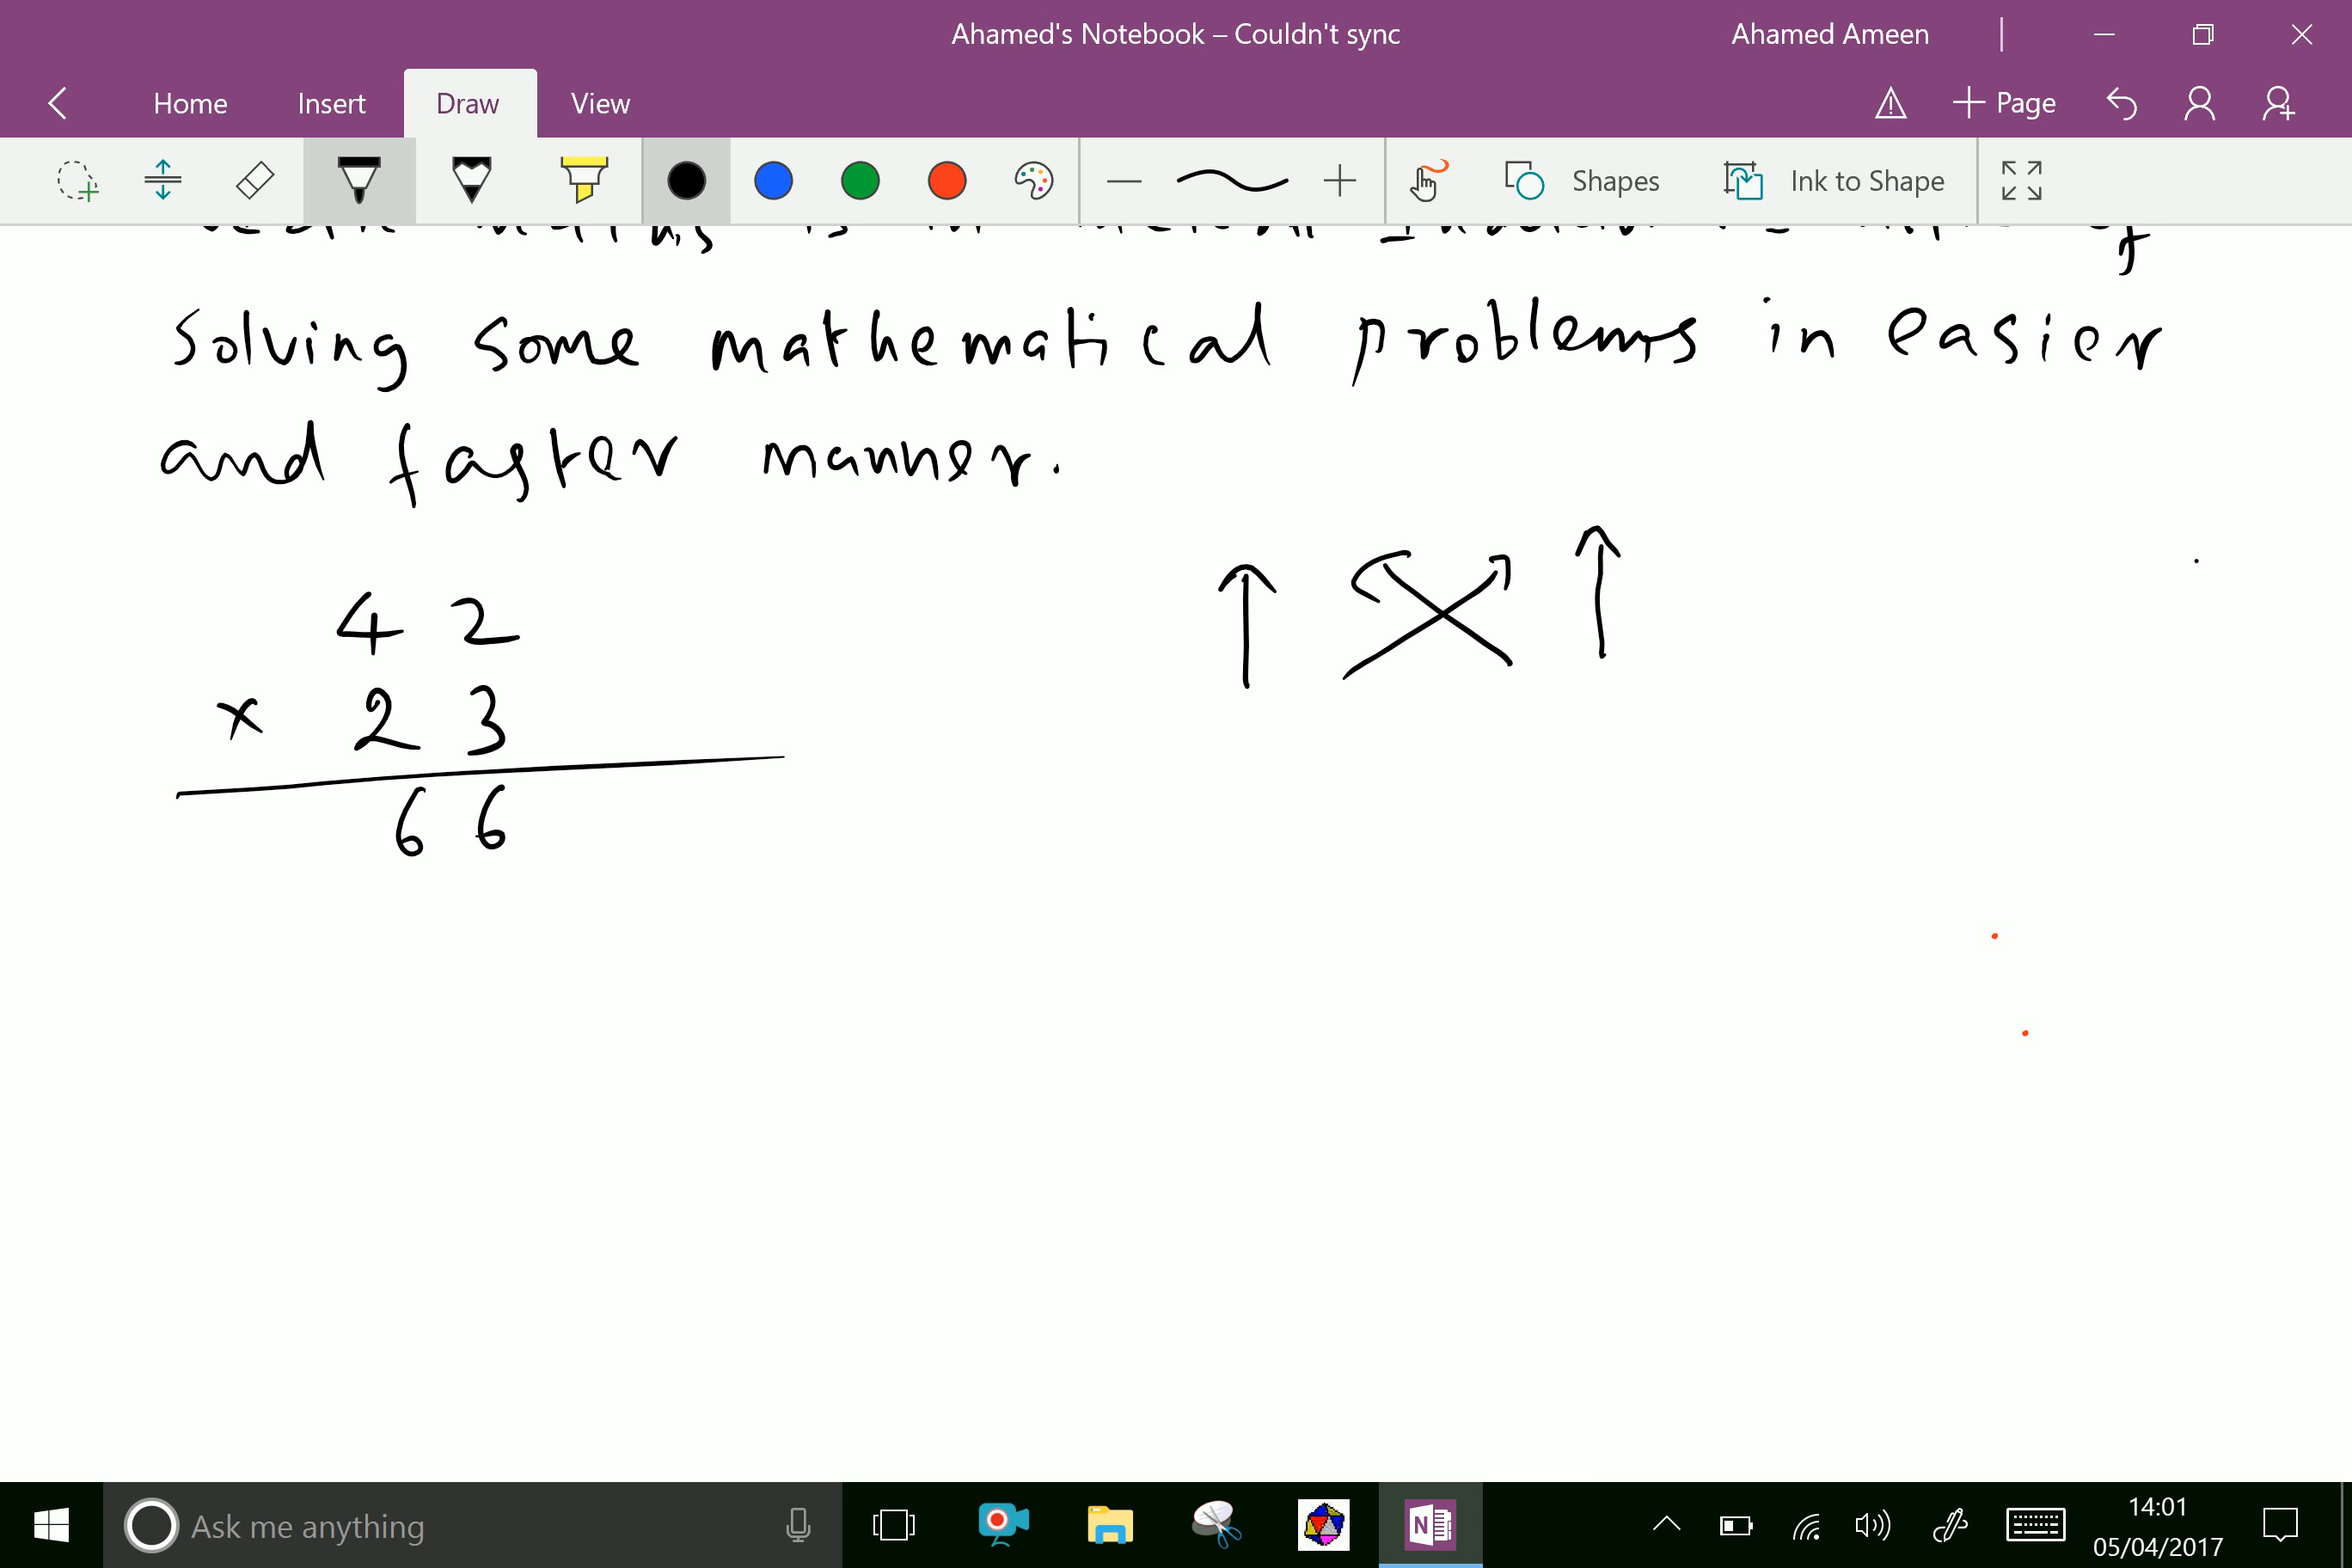 Ahamed's Notebook – Couldn't sync
Ahamed Ameen
Home Insert Draw View
Page
Shapes
Ink to Shape
is
of
solving some mathematical problems in easier
and faster manner.
4 2
x 2 3
6 6
Ask me anything
N
14:01
05/04/2017